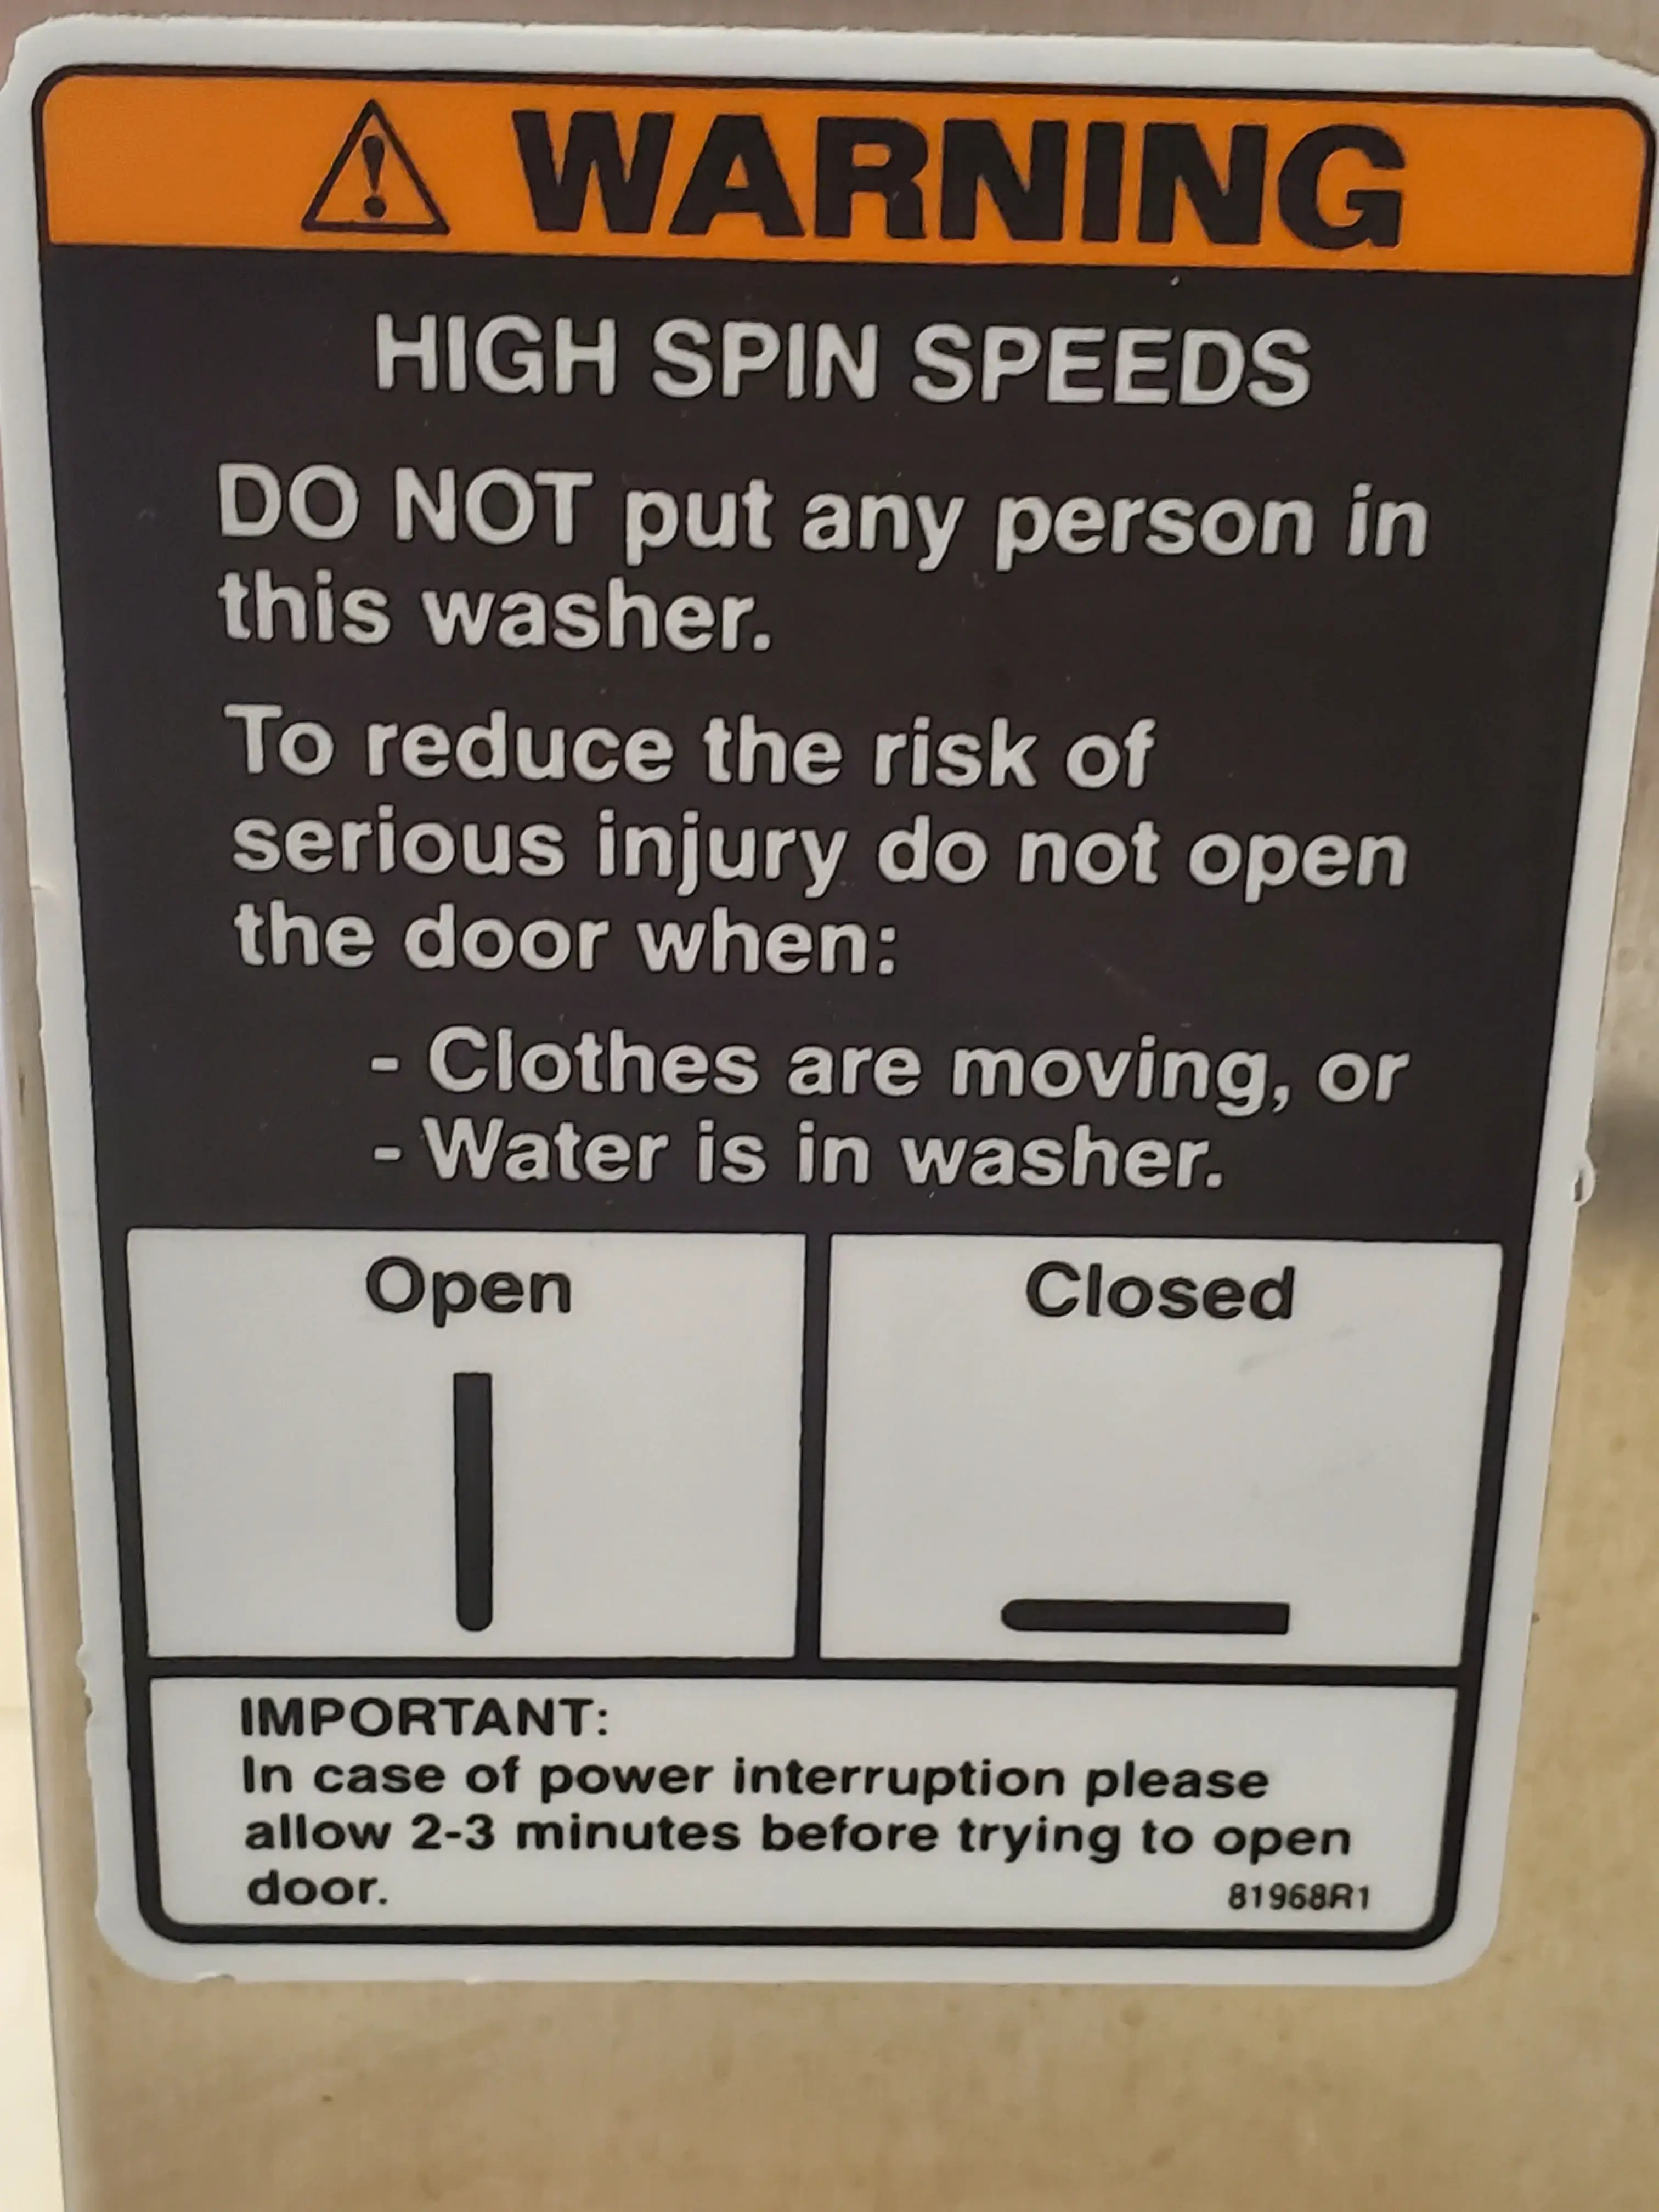 WARNING
HIGH SPIN SPEEDS
DO NOT put any person in
this washer.
To reduce the risk of
serious injury do not open
the door when:
- Clothes are moving, or
- Water is in washer.
Open
Closed
IMPORTANT:
In case of power interruption please
allow 2-3 minutes before trying to open
door.
81968R1